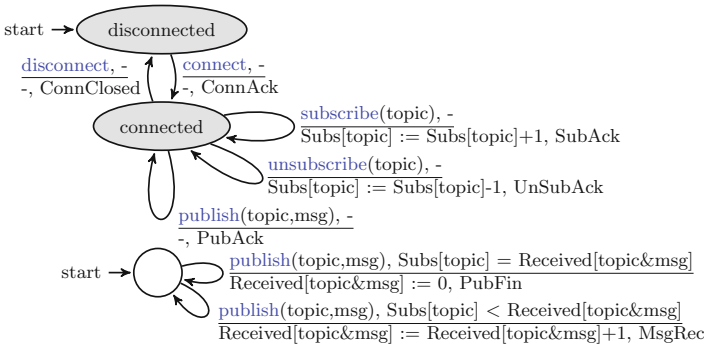 start
disconnected
disconnect, -
-, ConnClosed
connect, -
-, ConnAck
connected
subscribe(topic), -
Subs[topic] := Subs[topic]+1, SubAck
unsubscribe(topic), -
Subs[topic] := Subs[topic]-1, UnSubAck
publish(topic,msg), -
-, PubAck
start
publish(topic,msg), Subs[topic] = Received[topic&msg]
Received[topic&msg] := 0, PubFin
publish(topic,msg), Subs[topic] < Received[topic&msg]
Received[topic&msg] := Received[topic&msg]+1, MsgRec